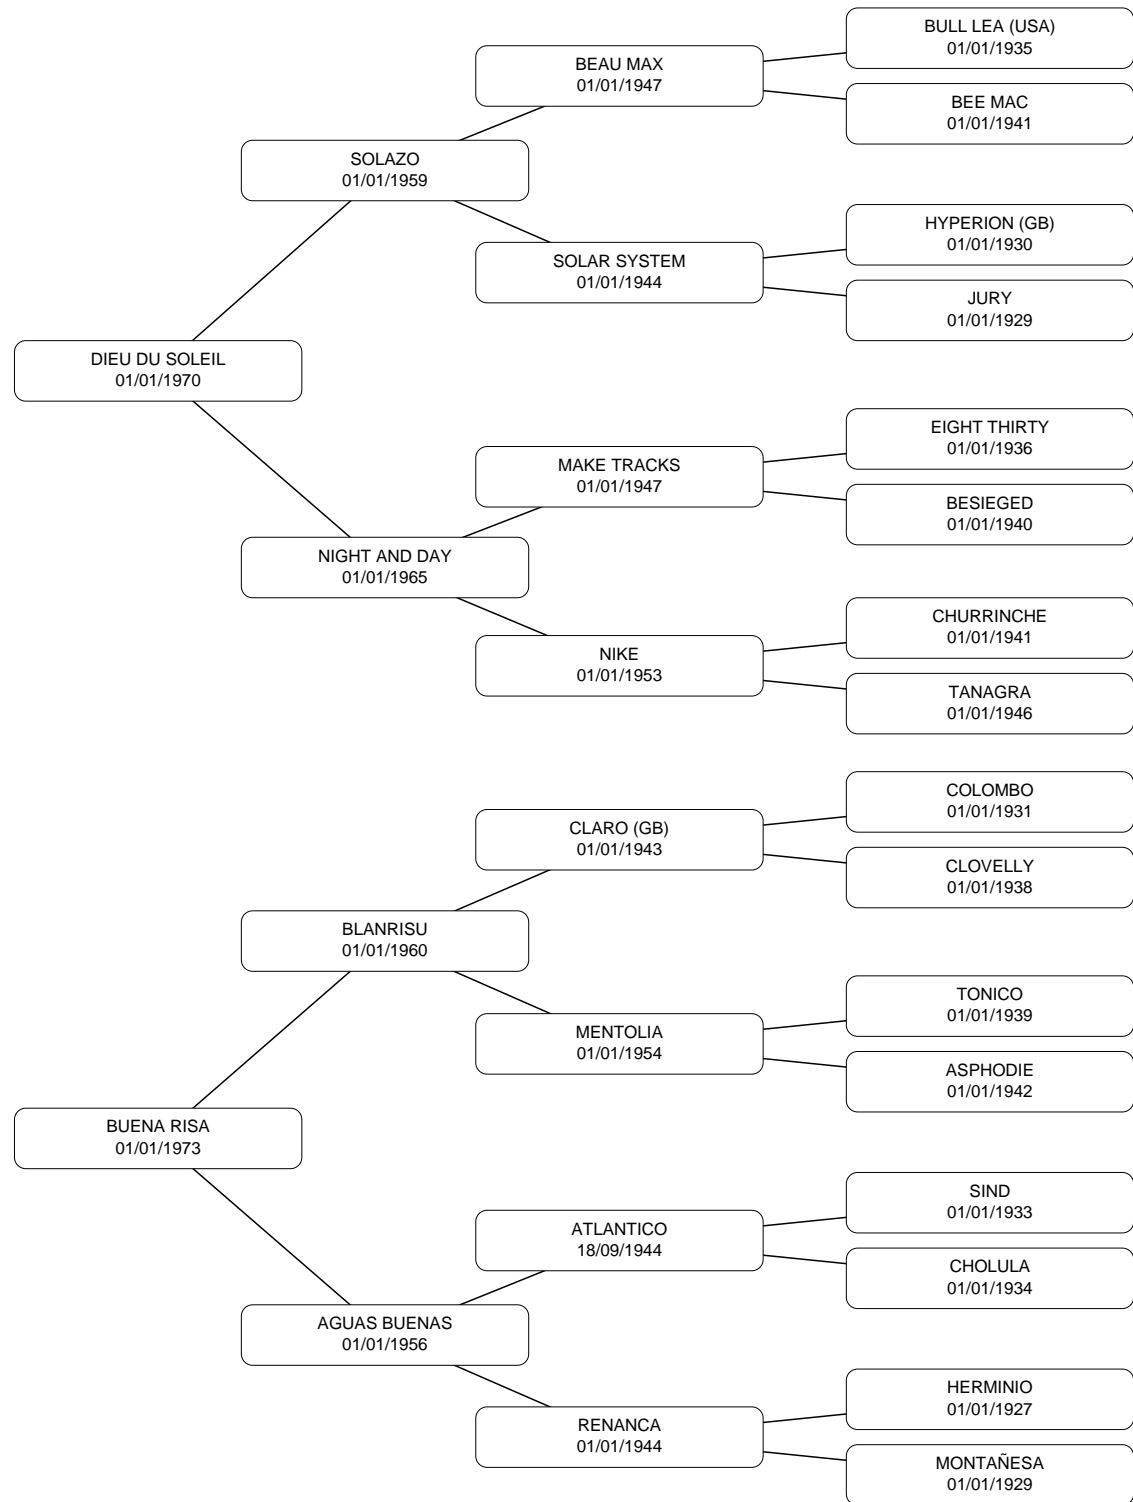 BULL LEA (USA)
01/01/1935
BEAU MAX
01/01/1947
BEE MAC
01/01/1941
SOLAZO
01/01/1959
HYPERION (GB)
01/01/1930
SOLAR SYSTEM
01/01/1944
JURY
01/01/1929
DIEU DU SOLEIL
01/01/1970
EIGHT THIRTY
01/01/1936
MAKE TRACKS
01/01/1947
BESIEGED
01/01/1940
NIGHT AND DAY
01/01/1965
CHURRINCHE
01/01/1941
NIKE
01/01/1953
TANAGRA
01/01/1946
COLOMBO
01/01/1931
CLARO (GB)
01/01/1943
CLOVELLY
01/01/1938
BLANRISU
01/01/1960
TONICO
01/01/1939
MENTOLIA
01/01/1954
ASPHODIE
01/01/1942
BUENA RISA
01/01/1973
SIND
01/01/1933
ATLANTICO
18/09/1944
CHOLULA
01/01/1934
AGUAS BUENAS
01/01/1956
HERMINIO
01/01/1927
RENANCA
01/01/1944
MONTAÑESA
01/01/1929